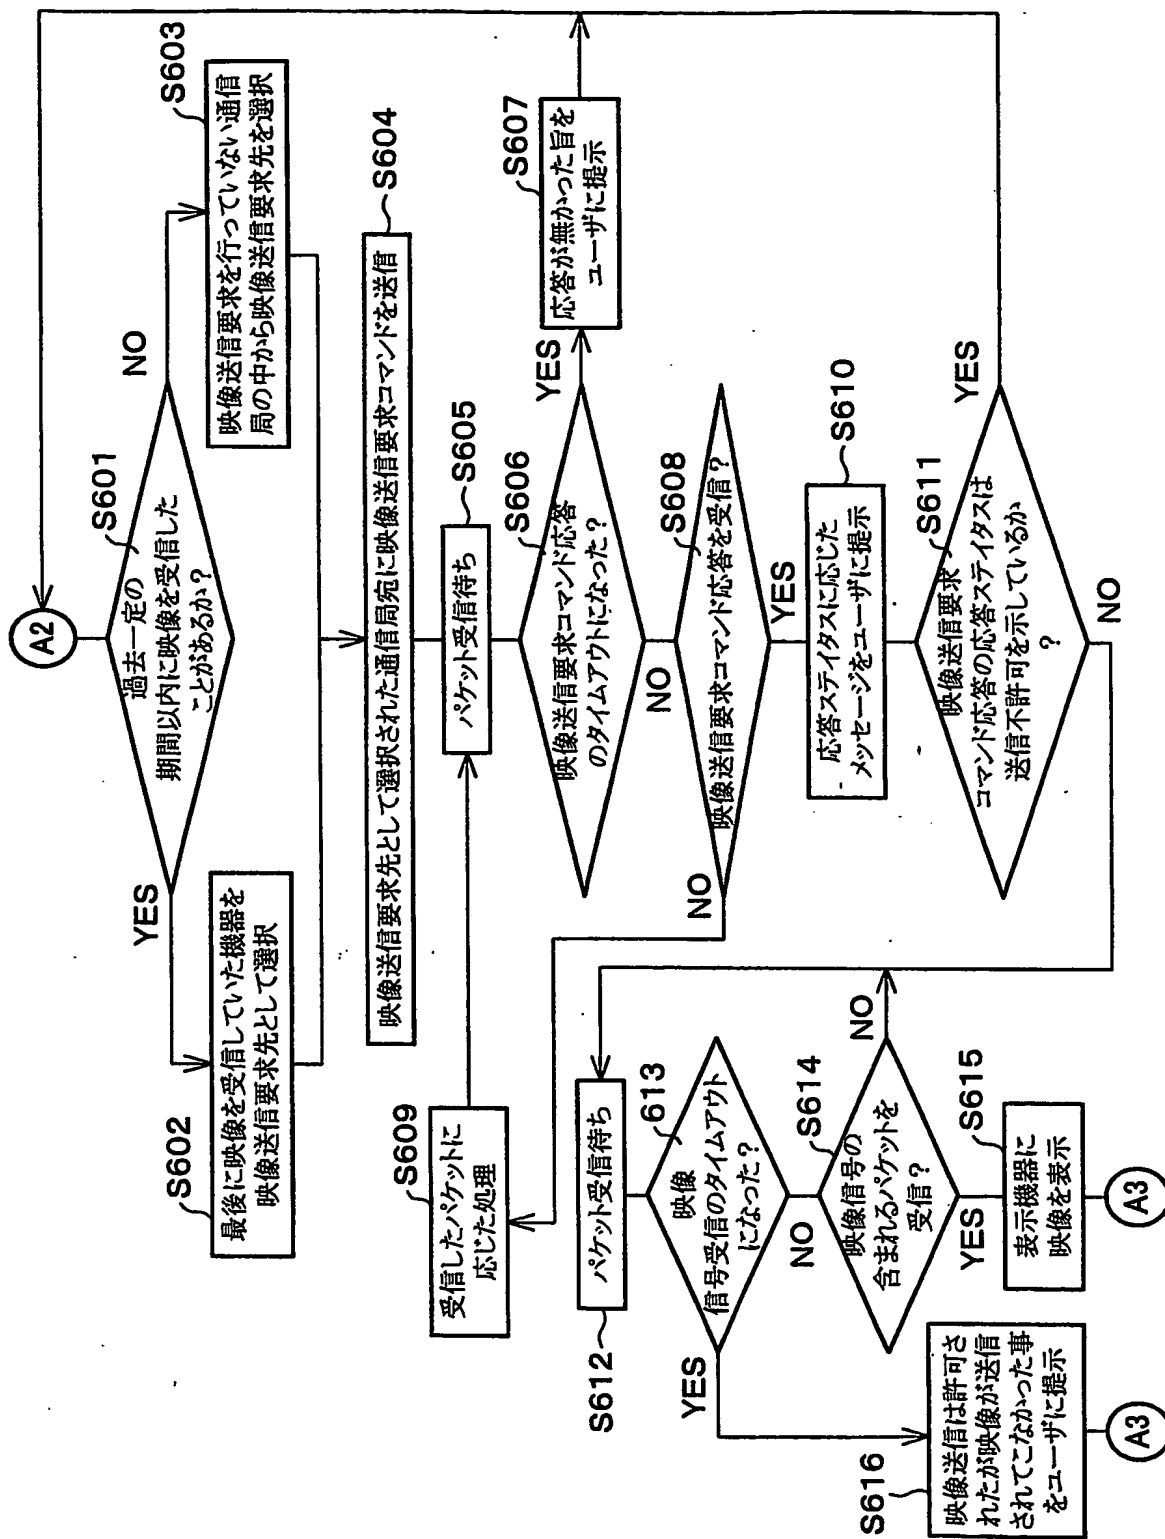 A2
S601
過去一定の
期間以内に映像を受信した
ことがあるか?
YES
NO
S602
最後に映像を受信していた機器を
映像送信要求先として選択
S603
映像送信要求を行っていない通信
局の中から映像送信要求先を選択
S604
映像送信要求先として選択された通信局宛に映像送信要求コマンドを送信
S605
パケット受信待ち
S606
映像送信要求コマンド応答
のタイムアウトになった?
YES
NO
S607
応答が無かった旨を
ユーザに提示
S608
映像送信要求コマンド応答を受信?
NO
YES
S609
受信したパケットに
応じた処理
S610
応答ステイタスに応じた
メッセージをユーザに提示
S611
映像送信要求
コマンド応答の応答ステイタスは
送信不許可を示しているか
?
YES
NO
S612
パケット受信待ち
613
映像
信号受信のタイムアウト
になった?
YES
NO
S614
映像信号の
含まれるパケットを
受信?
NO
YES
S615
表示機器に
映像を表示
A3
S616
映像送信は許可さ
れたが映像が送信
されてこなかった事
をユーザに提示
A3